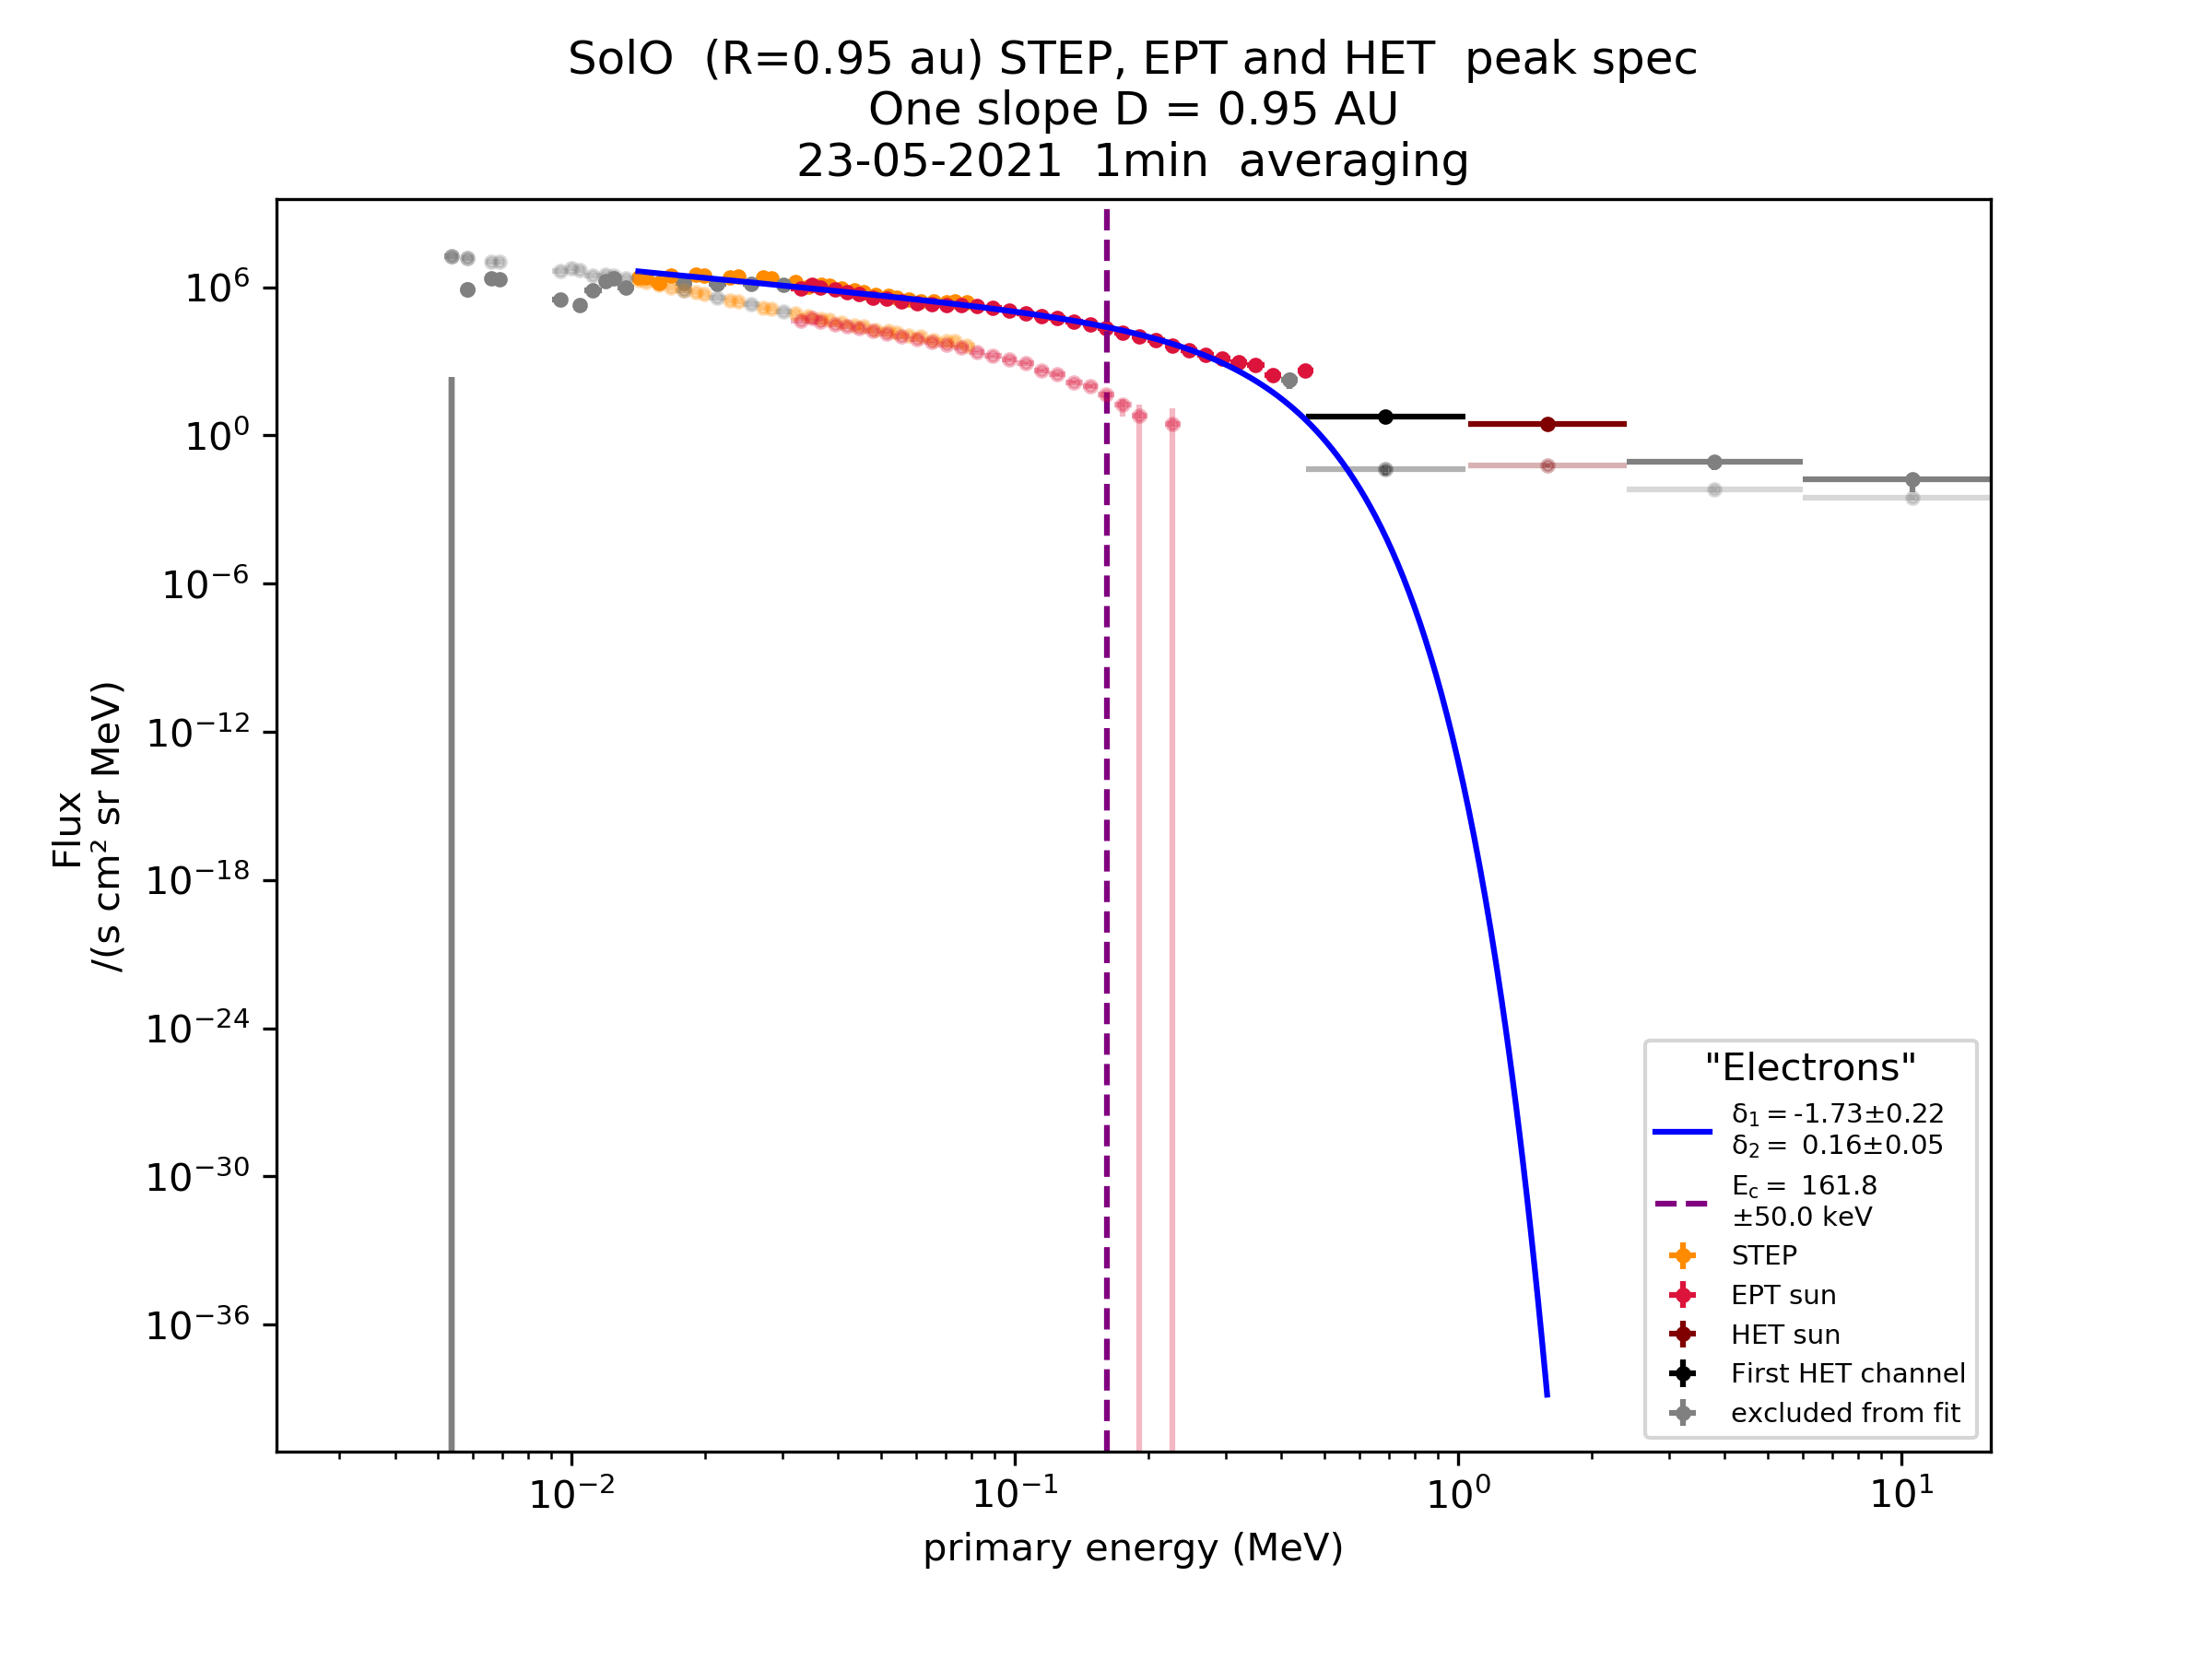 SolO (R=0.95 au) STEP, EPT and HET peak spec
One slope D = 0.95 AU
23-05-2021 1min averaging
Flux
/(s cm² sr MeV)
10⁶
10⁰
10⁻⁶
10⁻¹²
10⁻¹⁸
10⁻²⁴
10⁻³⁰
10⁻³⁶
"Electrons"
δ₁ = -1.73±0.22
δ₂ = 0.16±0.05
E_c = 161.8
±50.0 keV
STEP
EPT sun
HET sun
First HET channel
excluded from fit
10⁻² 10⁻¹ 10⁰ 10¹
primary energy (MeV)